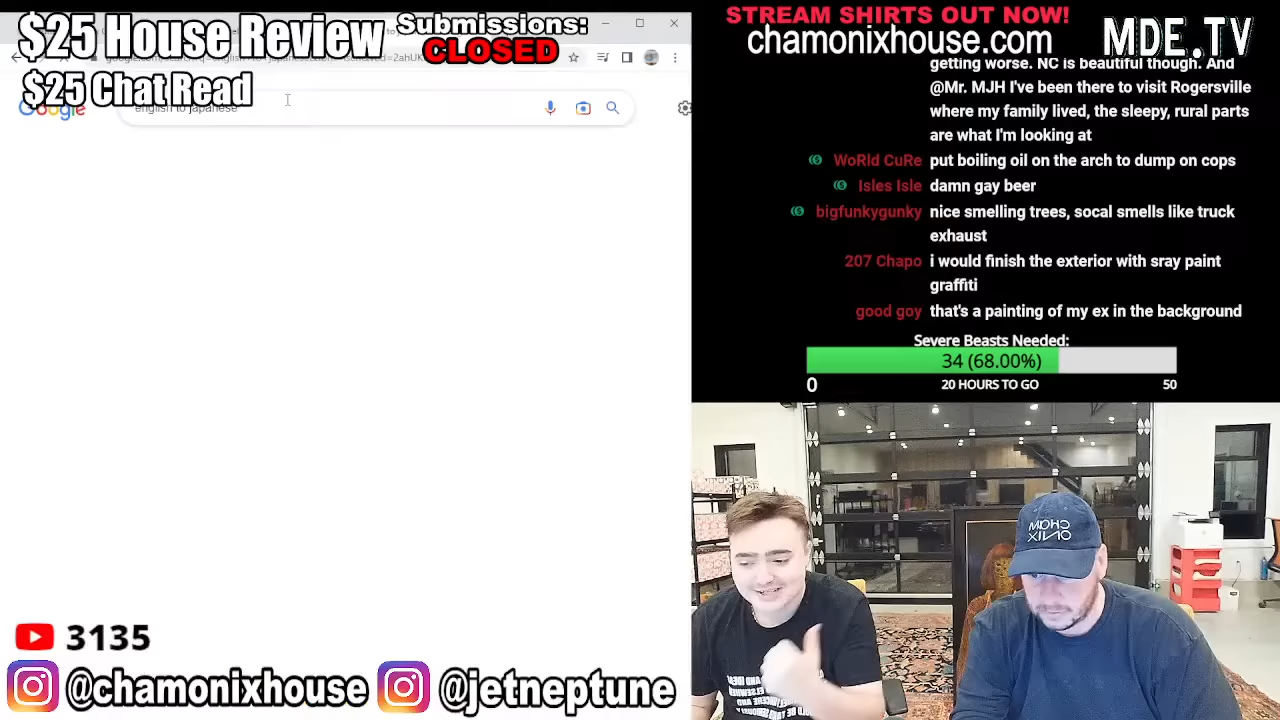 $25 House Review
$25 Chat Read
Submissions:
CLOSED
Google
english to japanese
STREAM SHIRTS OUT NOW!
chamonixhouse.com
MDE.TV
getting worse. NC is beautiful though. And
@Mr. MJH I've been there to visit Rogersville
where my family lived, the sleepy, rural parts
are what I'm looking at
WoRld CuRe put boiling oil on the arch to dump on cops
Isles Isle damn gay beer
bigfunkygunky nice smelling trees, socal smells like truck
exhaust
207 Chapo i would finish the exterior with sray paint
graffiti
good goy that's a painting of my ex in the background
Severe Beasts Needed:
34 (68.00%)
0 20 HOURS TO GO 50
CHOM
XINO
3135
@chamonixhouse @jetneptune